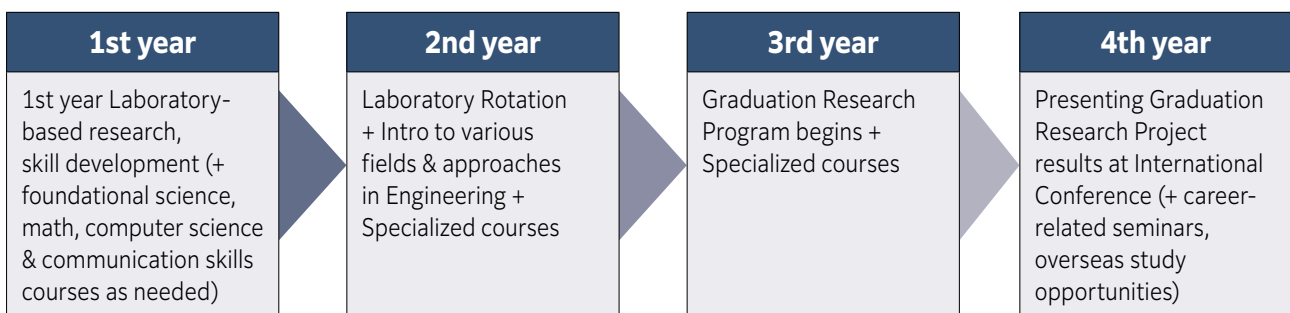 1st year
1st year Laboratory-
based research,
skill development (+
foundational science,
math, computer science
& communication skills
courses as needed)
2nd year
Laboratory Rotation
+ Intro to various
fields & approaches
in Engineering +
Specialized courses
3rd year
Graduation Research
Program begins +
Specialized courses
4th year
Presenting Graduation
Research Project
results at International
Conference (+ career-
related seminars,
overseas study
opportunities)